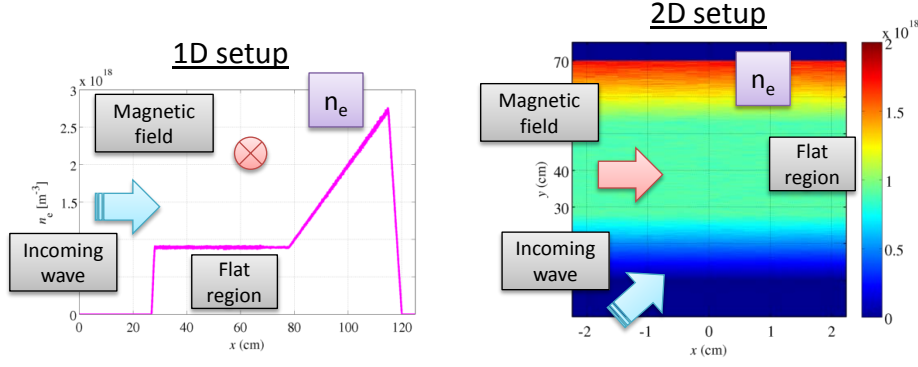 1D setup
x 10^18
n_e
Magnetic
field
n_e [m^-3]
3
2.5
2
1.5
1
0.5
0
Incoming
wave
Flat
region
0
20
40
60
80
100
120
x (cm)
2D setup
x 10^18
n_e
Magnetic
field
Flat
region
Incoming
wave
y (cm)
70
60
50
40
30
-2
-1
0
1
2
x (cm)
2
1.5
1
0.5
0